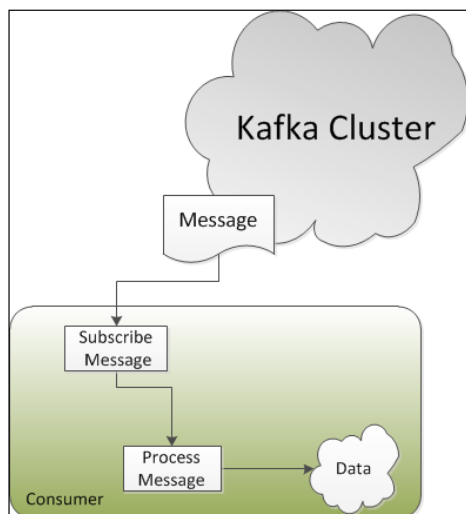 Kafka Cluster
Message
Subscribe
Message
Process
Message
Data
Consumer